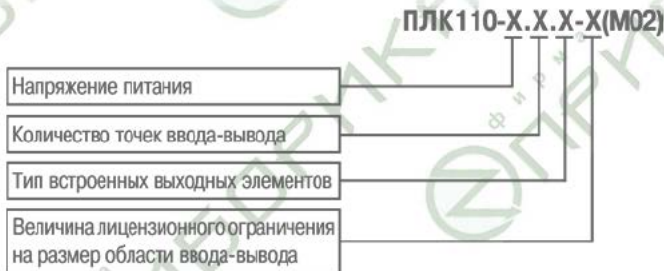 ПЛК110-Х.Х.Х-Х(М02)
Напряжение питания
Количество точек ввода-вывода
Тип встроенных выходных элементов
Величина лицензионного ограничения
на размер области ввода-вывода